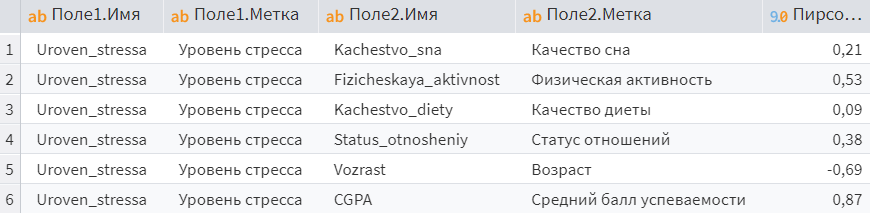 ab Поле1.Имя ab Поле1.Метка ab Поле2.Имя ab Поле2.Метка 9.0 Пирсо...
1 Uroven_stressa Уровень стресса Kachestvo_sna Качество сна 0,21
2 Uroven_stressa Уровень стресса Fizicheskaya_aktivnost Физическая активность 0,53
3 Uroven_stressa Уровень стресса Kachestvo_diety Качество диеты 0,09
4 Uroven_stressa Уровень стресса Status_otnosheniy Статус отношений 0,38
5 Uroven_stressa Уровень стресса Vozrast Возраст -0,69
6 Uroven_stressa Уровень стресса CGPA Средний балл успеваемости 0,87